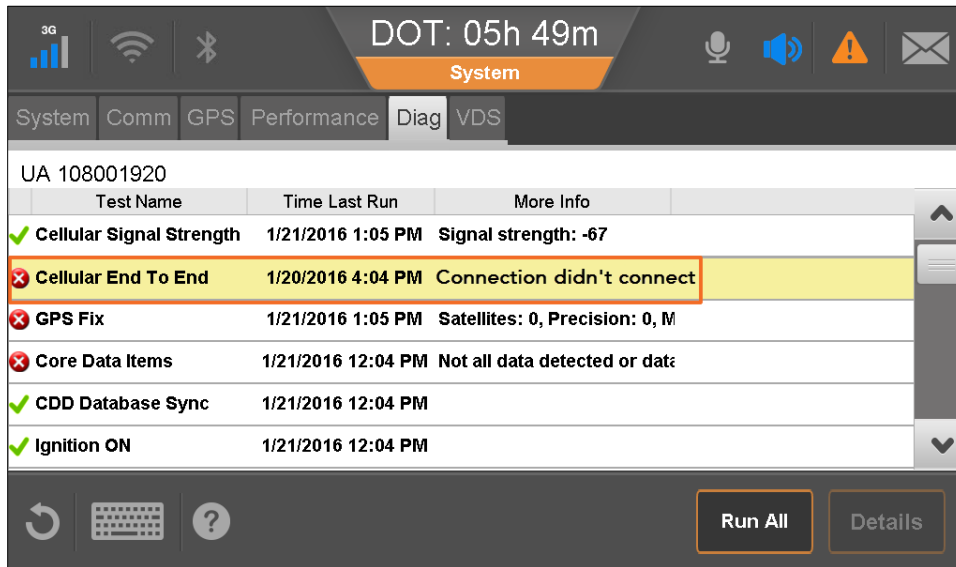 3G
DOT: 05h 49m
System
System Comm GPS Performance Diag VDS
UA 108001920
Test Name Time Last Run More Info
Cellular Signal Strength 1/21/2016 1:05 PM Signal strength: -67
Cellular End To End 1/20/2016 4:04 PM Connection didn't connect
GPS Fix 1/21/2016 1:05 PM Satellites: 0, Precision: 0, M
Core Data Items 1/21/2016 12:04 PM Not all data detected or data
CDD Database Sync 1/21/2016 12:04 PM
Ignition ON 1/21/2016 12:04 PM
? Run All Details